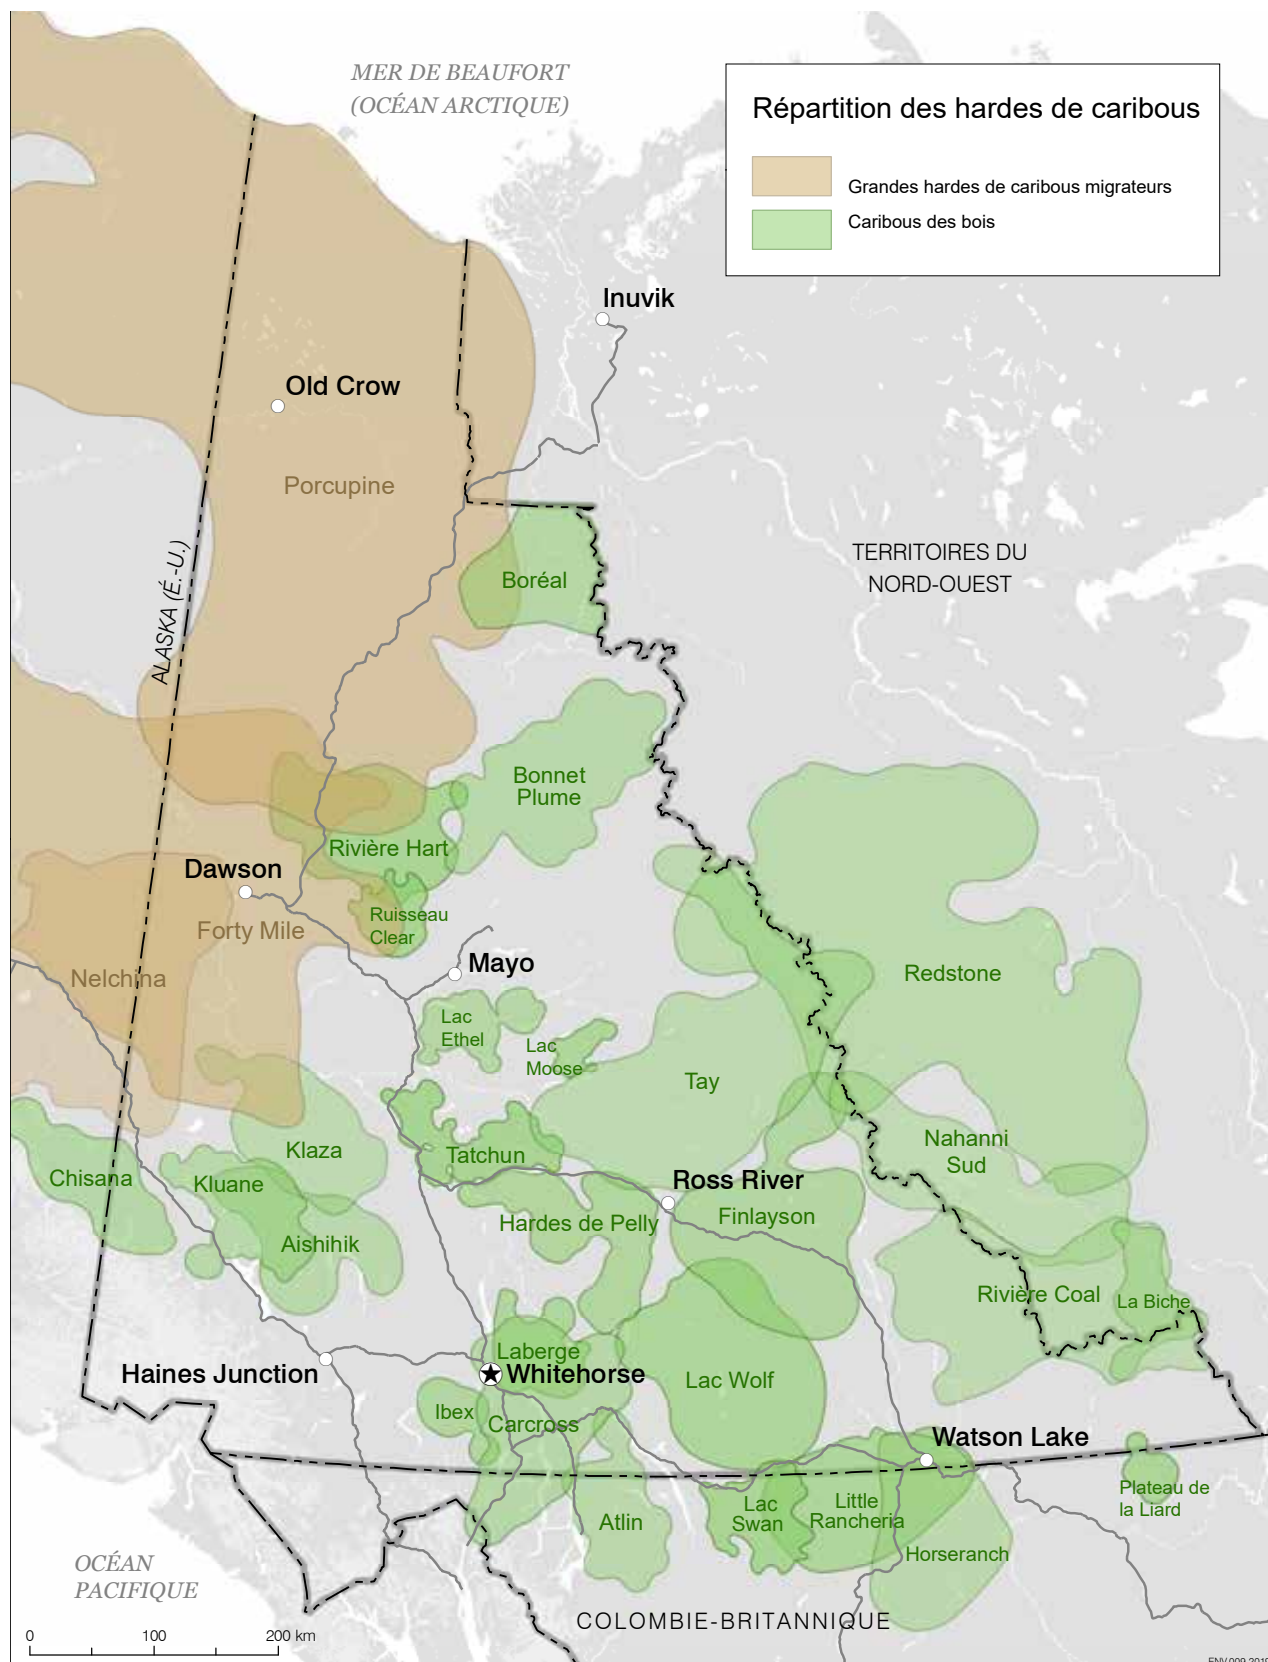 MER DE BEAUFORT
(OCÉAN ARCTIQUE)
Répartition des hardes de caribous
Grandes hardes de caribous migrateurs
Caribous des bois
Inuvik
Old Crow
Porcupine
ALASKA (É.-U.)
TERRITOIRES DU
NORD-OUEST
Boréal
Bonnet
Plume
Rivière Hart
Dawson
Ruisseau
Clear
Forty Mile
Mayo
Redstone
Nelchina
Lac
Ethel
Lac
Moose
Tay
Nahanni
Sud
Klaza
Tatchun
Chisana
Kluane
Ross River
Hardes de Pelly
Finlayson
Aishihik
Rivière Coal
La Biche
Laberge
Haines Junction
Whitehorse
Lac Wolf
Ibex
Carcross
Watson Lake
Plateau de
la Liard
Lac
Swan
Little
Rancheria
Atlin
Horseranch
OCÉAN
PACIFIQUE
COLOMBIE-BRITANNIQUE
0 100 200 km
ENV.009.2019